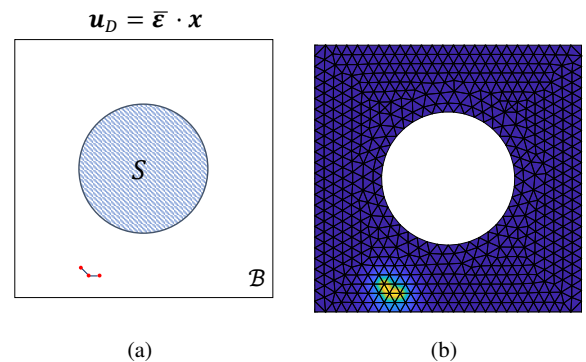 𝒖_D = 𝜺̄ · 𝒙
S
ℬ
(a)
(b)